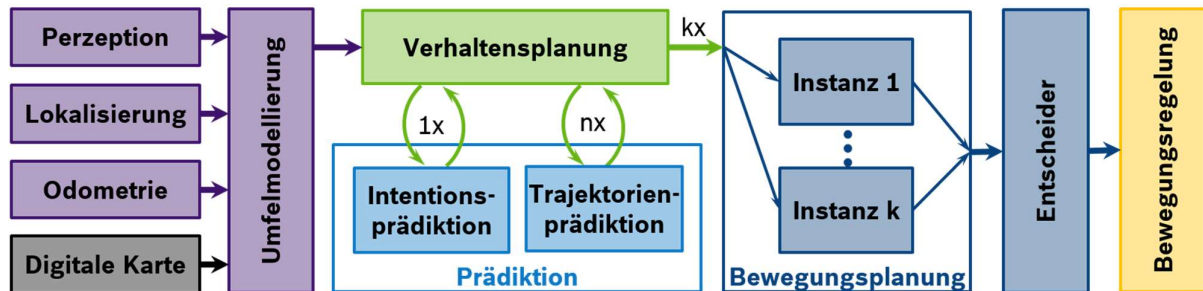 Perzeption
Lokalisierung
Odometrie
Digitale Karte
Umfelmodellierung
Verhaltensplanung
1x
nx
Intentions-
prädiktion
Trajektorien-
prädiktion
Prädiktion
kx
Instanz 1
Instanz k
Bewegungsplanung
Entscheider
Bewegungsregelung